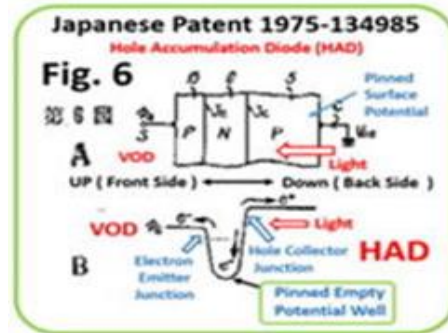 Japanese Patent 1975-134985
Hole Accumulation Diode (HAD)
Fig. 6
第6図
Pinned
Surface
Potential
P N P
A
VOD
Light
UP ( Front Side ) Down ( Back Side )
VOD
Light
HAD
Hole Collector
Junction
B
Electron
Emitter
Junction
Pinned Empty
Potential Well